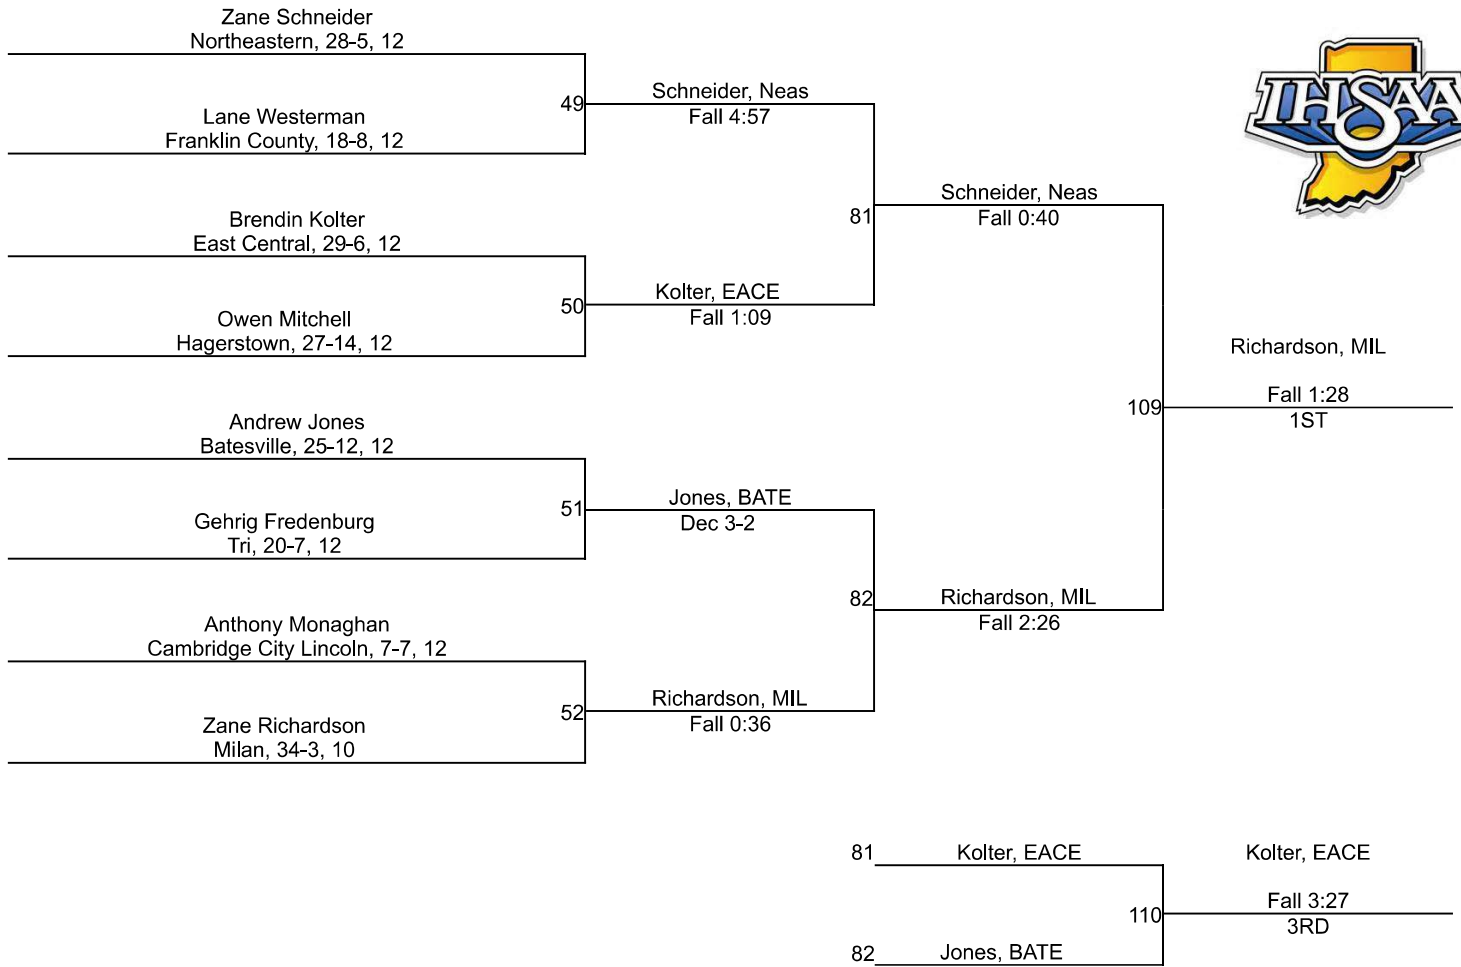 Zane Schneider
Northeastern, 28-5, 12
Lane Westerman
Franklin County, 18-8, 12
Brendin Kolter
East Central, 29-6, 12
Owen Mitchell
Hagerstown, 27-14, 12
Andrew Jones
Batesville, 25-12, 12
Gehrig Fredenburg
Tri, 20-7, 12
Anthony Monaghan
Cambridge City Lincoln, 7-7, 12
Zane Richardson
Milan, 34-3, 10
49
Schneider, Neas
Fall 4:57
50
Kolter, EACE
Fall 1:09
51
Jones, BATE
Dec 3-2
52
Richardson, MIL
Fall 0:36
81
Schneider, Neas
Fall 0:40
82
Richardson, MIL
Fall 2:26
IHSAA
109
Richardson, MIL
Fall 1:28
1ST
81
Kolter, EACE
82
Jones, BATE
110
Kolter, EACE
Fall 3:27
3RD